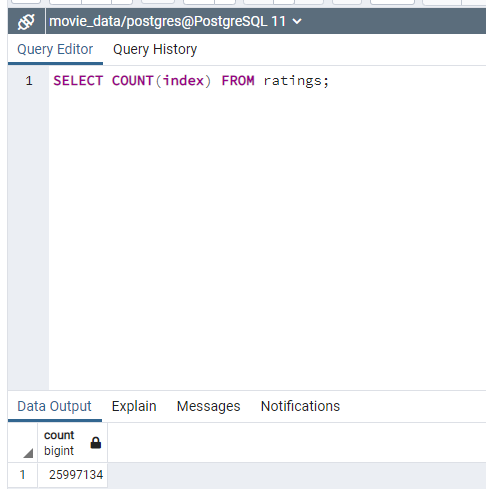 movie_data/postgres@PostgreSQL 11
Query Editor Query History
1 SELECT COUNT(index) FROM ratings;
Data Output Explain Messages Notifications
count
bigint
1 25997134